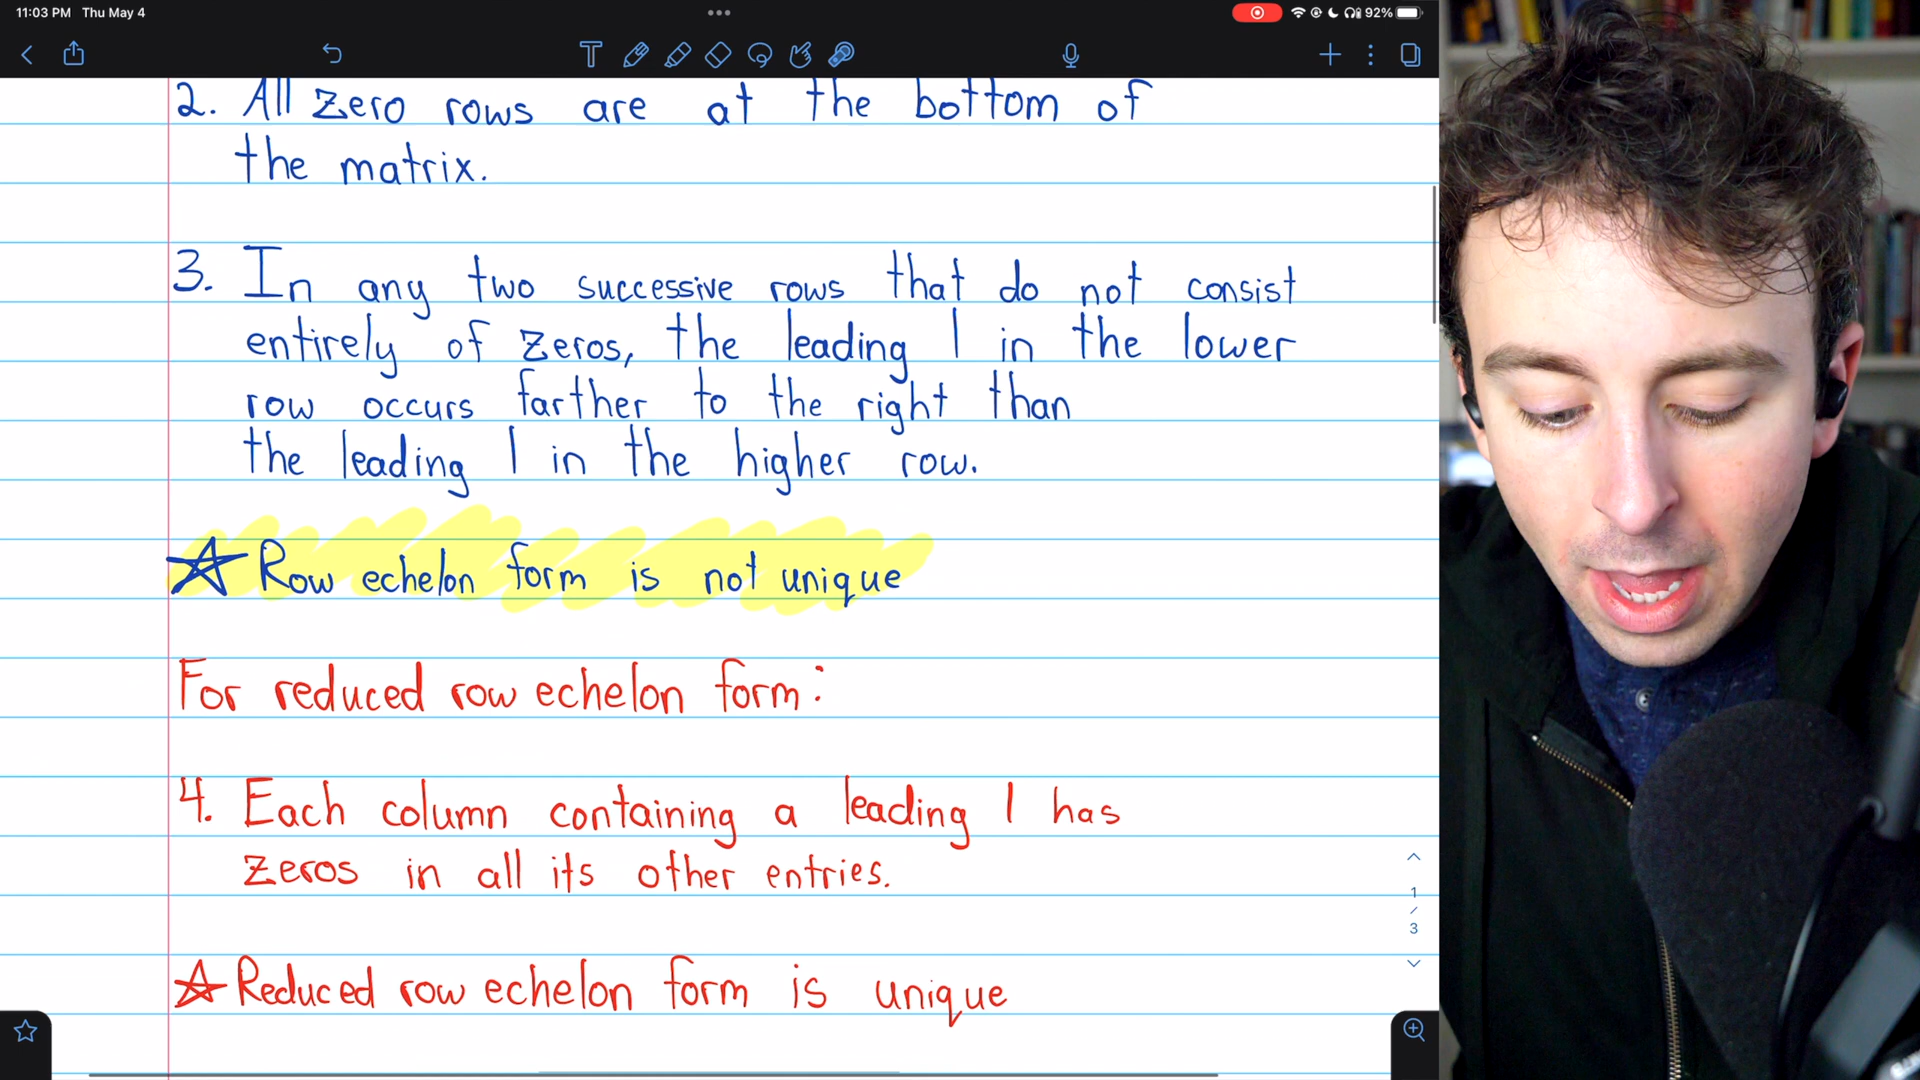 11:03 PM Thu May 4
92%
2. All zero rows are at the bottom of
the matrix.
3. In any two successive rows that do not consist
entirely of zeros, the leading 1 in the lower
row occurs farther to the right than
the leading 1 in the higher row.
Row echelon form is not unique
For reduced row echelon form:
4. Each column containing a leading 1 has
zeros in all its other entries.
Reduced row echelon form is unique
1
/
3